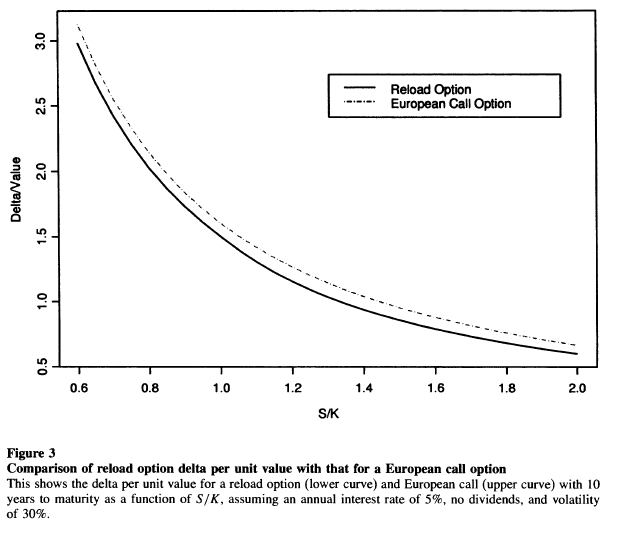 3.0
2.5
2.0
1.5
1.0
0.5
Delta/Value
Reload Option
European Call Option
0.6 0.8 1.0 1.2 1.4 1.6 1.8 2.0
S/K
Figure 3
Comparison of reload option delta per unit value with that for a European call option
This shows the delta per unit value for a reload option (lower curve) and European call (upper curve) with 10
years to maturity as a function of S/K, assuming an annual interest rate of 5%, no dividends, and volatility
of 30%.